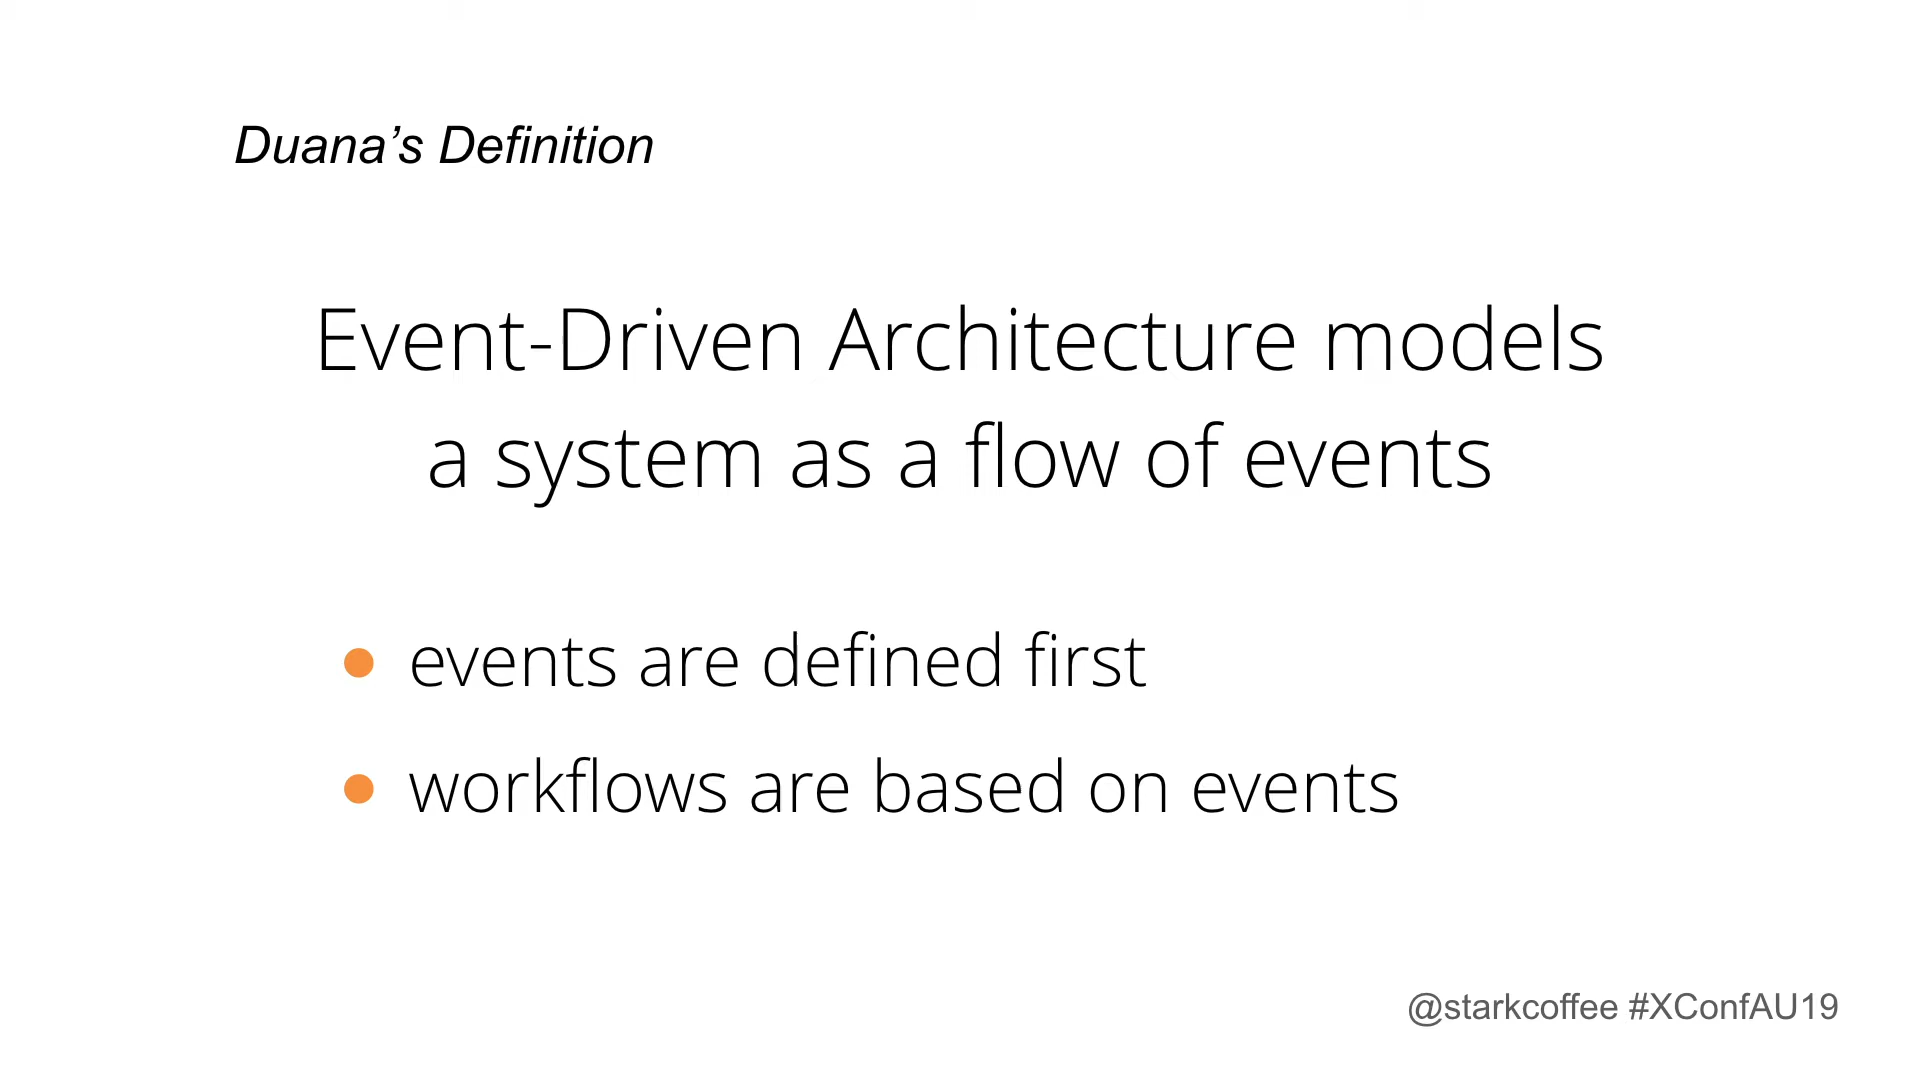 Duana’s Definition
Event-Driven Architecture models
a system as a flow of events
• events are defined first
• workflows are based on events
@starkcoffee #XConfAU19